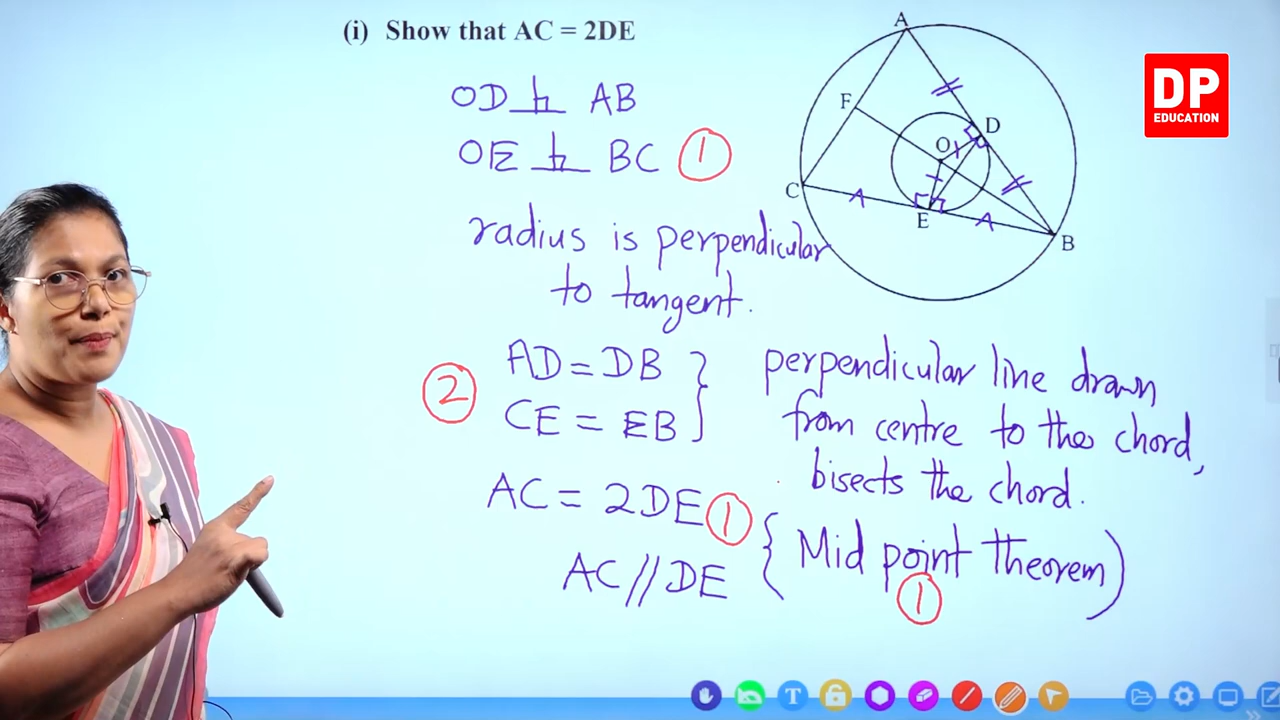 (i) Show that AC = 2DE
OD ⊥ AB
OE ⊥ BC ①
radius is perpendicular
to tangent.
② AD = DB
CE = EB
perpendicular line drawn
from centre to the chord,
bisects the chord.
AC = 2DE ①
AC // DE
{ Mid point theorem)
①
A
F
D
O
C
E
B
DP
EDUCATION
T